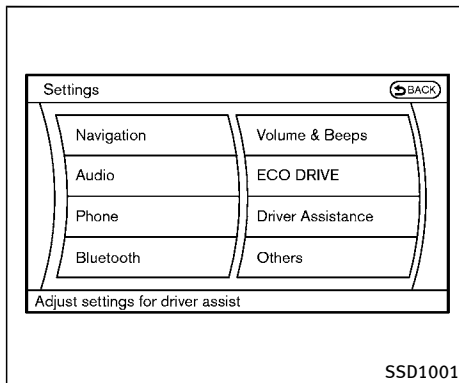 Settings
BACK
Navigation
Volume & Beeps
Audio
ECO DRIVE
Phone
Driver Assistance
Bluetooth
Others
Adjust settings for driver assist
SSD1001